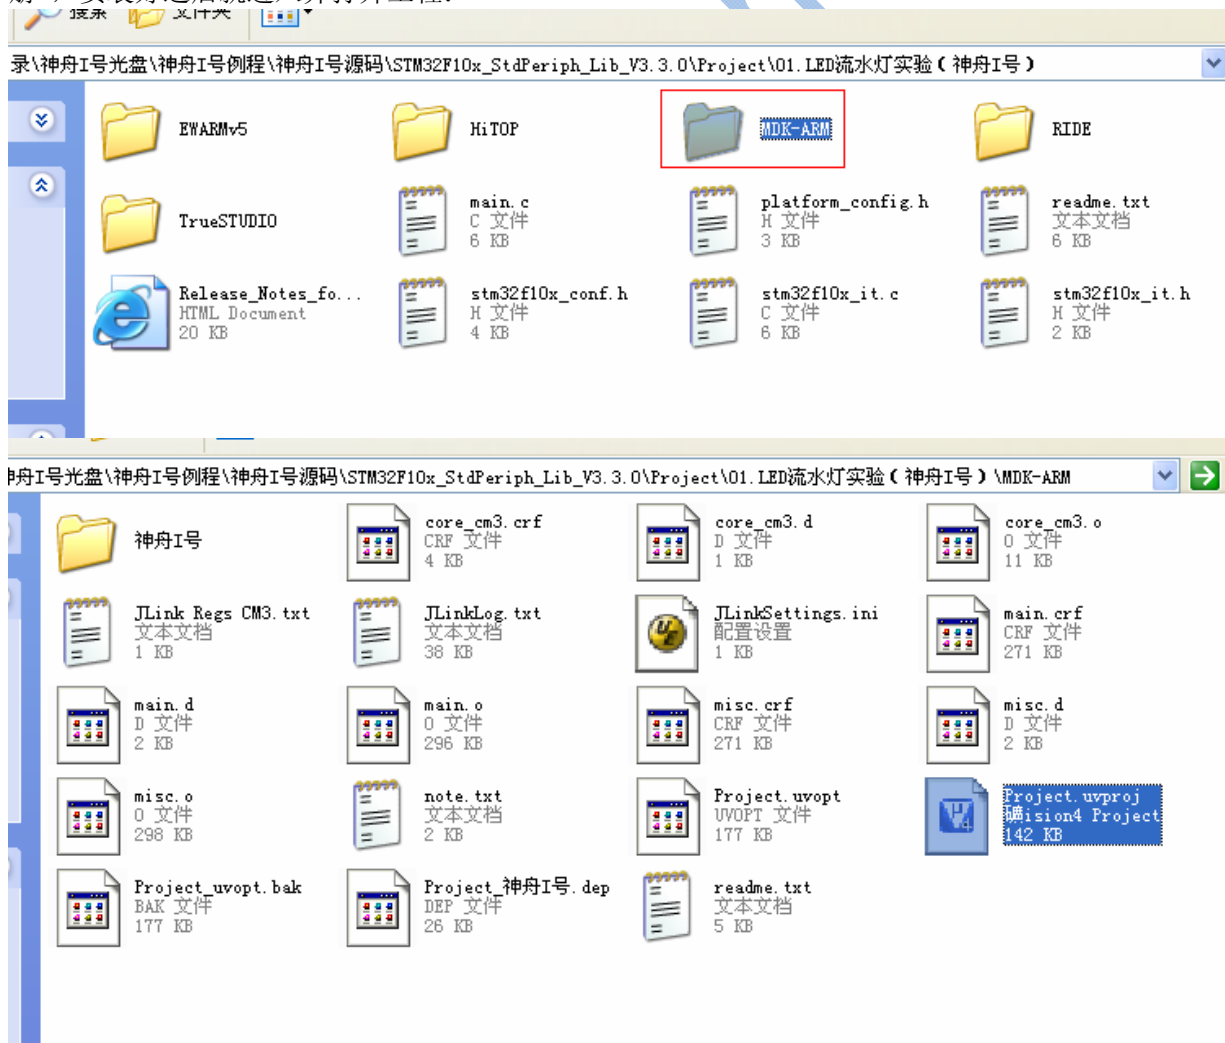 搜索 文件夹
录\神舟I号光盘\神舟I号例程\神舟I号源码\STM32F10x_StdPeriph_Lib_V3.3.0\Project\01.LED流水灯实验(神舟I号)
EWARMv5
HiTOP
MDK-ARM
RIDE
TrueSTUDIO
main.c
C 文件
6 KB
platform_config.h
H 文件
3 KB
readme.txt
文本文档
6 KB
Release_Notes_fo...
HTML Document
20 KB
stm32f10x_conf.h
H 文件
4 KB
stm32f10x_it.c
C 文件
6 KB
stm32f10x_it.h
H 文件
2 KB
神舟I号光盘\神舟I号例程\神舟I号源码\STM32F10x_StdPeriph_Lib_V3.3.0\Project\01.LED流水灯实验(神舟I号)\MDK-ARM
神舟I号
core_cm3.crf
CRF 文件
4 KB
core_cm3.d
D 文件
1 KB
core_cm3.o
O 文件
11 KB
JLink Regs CM3.txt
文本文档
1 KB
JLinkLog.txt
文本文档
38 KB
JLinkSettings.ini
配置设置
1 KB
main.crf
CRF 文件
271 KB
main.d
D 文件
2 KB
main.o
O 文件
296 KB
misc.crf
CRF 文件
271 KB
misc.d
D 文件
2 KB
misc.o
O 文件
298 KB
note.txt
文本文档
2 KB
Project.uvopt
UVOPT 文件
177 KB
Project.uvproj
礦ision4 Project
142 KB
Project_uvopt.bak
BAK 文件
177 KB
Project_神舟I号.dep
DEP 文件
26 KB
readme.txt
文本文档
5 KB